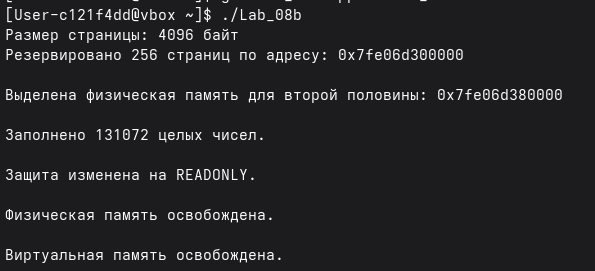 [User-c121f4dd@vbox ~]$ ./Lab_08b
Размер страницы: 4096 байт
Резервировано 256 страниц по адресу: 0x7fe06d300000
Выделена физическая память для второй половины: 0x7fe06d380000
Заполнено 131072 целых чисел.
Защита изменена на READONLY.
Физическая память освобождена.
Виртуальная память освобождена.